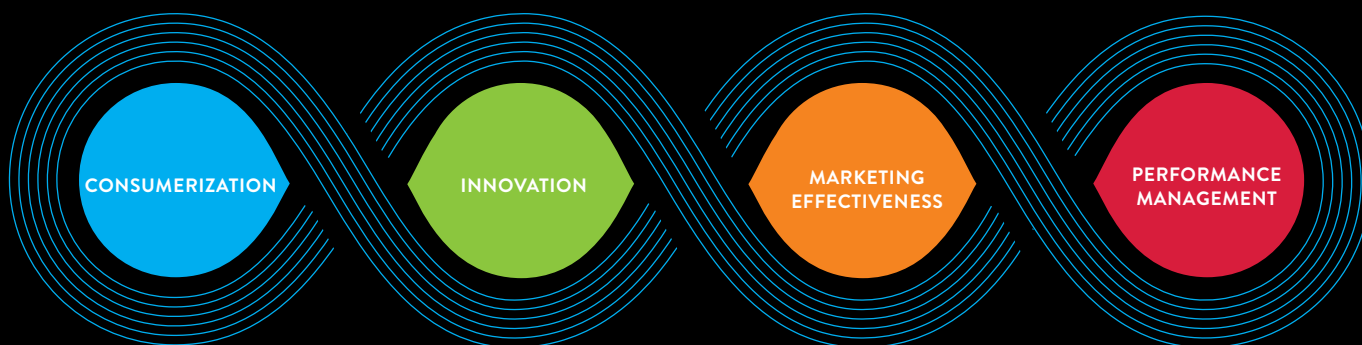 CONSUMERIZATION
INNOVATION
MARKETING
EFFECTIVENESS
PERFORMANCE
MANAGEMENT